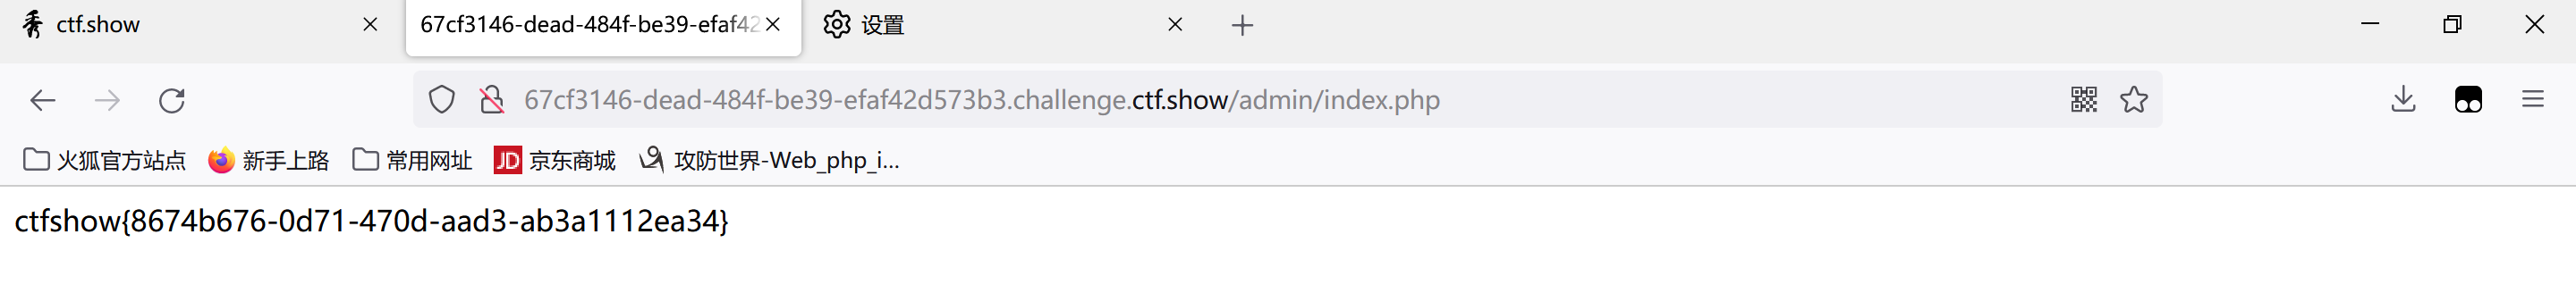 ctf.show
67cf3146-dead-484f-be39-efaf42
设置
67cf3146-dead-484f-be39-efaf42d573b3.challenge.ctf.show/admin/index.php
火狐官方站点 新手上路 常用网址 JD 京东商城 攻防世界-Web_php_i...
ctfshow{8674b676-0d71-470d-aad3-ab3a1112ea34}